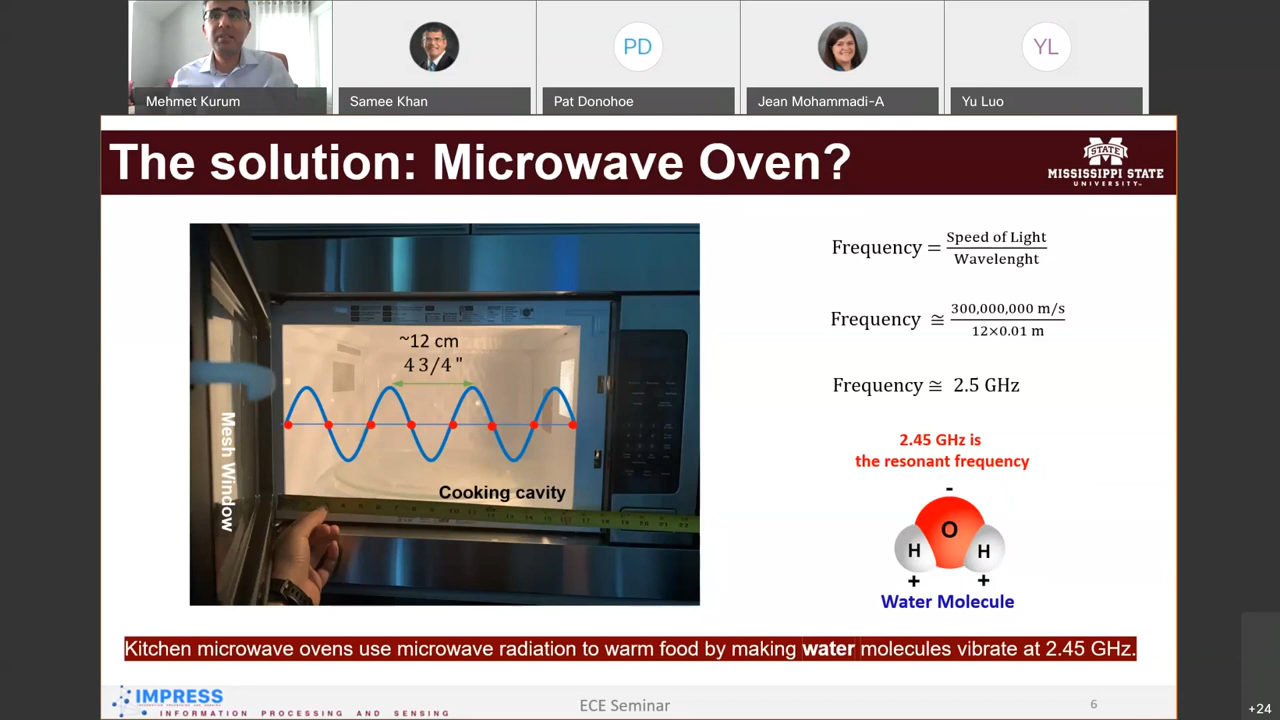 Mehmet Kurum
Samee Khan
PD
Pat Donohoe
Jean Mohammadi-A
YL
Yu Luo
The solution: Microwave Oven?
STATE
MISSISSIPPI STATE
UNIVERSITY™
~12 cm
4 3/4 "
Mesh Window
Cooking cavity
Frequency = Speed of Light
Wavelenght
Frequency ≅ 300,000,000 m/s
12×0.01 m
Frequency ≅ 2.5 GHz
2.45 GHz is
the resonant frequency
-
O
H H
+ +
Water Molecule
Kitchen microwave ovens use microwave radiation to warm food by making water molecules vibrate at 2.45 GHz.
IMPRESS
INFORMATION PROCESSING AND SENSING
ECE Seminar
6
+24